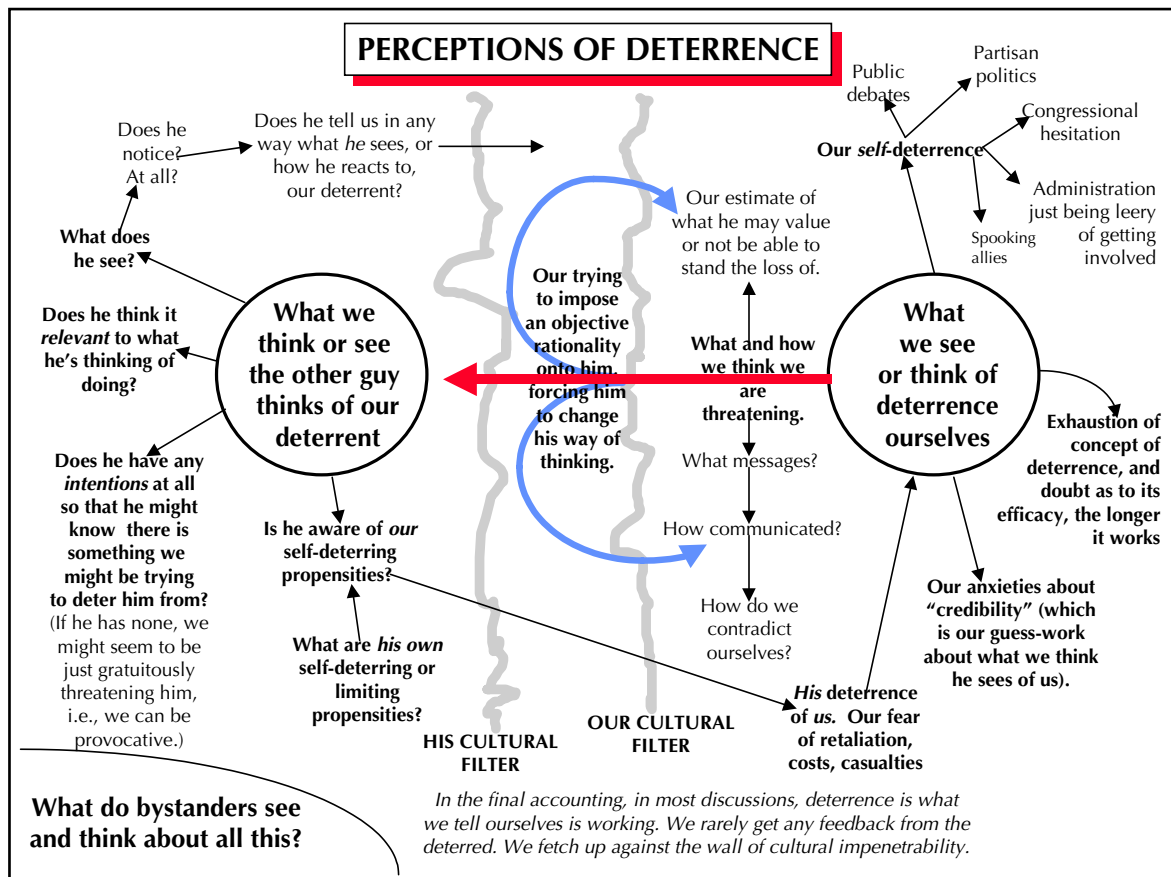 PERCEPTIONS OF DETERRENCE
Does he
notice?
At all?
Does he tell us in any
way what he sees, or
how he reacts to,
our deterrent?
What does
he see?
Does he think it
relevant to what
he's thinking of
doing?
What we
think or see
the other guy
thinks of our
deterrent
Does he have any
intentions at all
so that he might
know there is
something we
might be trying
to deter him from?
(If he has none, we
might seem to be
just gratuitously
threatening him,
i.e., we can be
provocative.)
Is he aware of our
self-deterring
propensities?
What are his own
self-deterring or
limiting
propensities?
HIS CULTURAL
FILTER
OUR CULTURAL
FILTER
Our trying
to impose
an objective
rationality
onto him,
forcing him
to change
his way of
thinking.
Our estimate of
what he may value
or not be able to
stand the loss of.
What and how
we think we
are
threatening.
What messages?
How communicated?
How do we
contradict
ourselves?
Public
debates
Partisan
politics
Congressional
hesitation
Our self-deterrence
Administration
just being leery
of getting
involved
Spooking
allies
What
we see
or think of
deterrence
ourselves
Exhaustion of
concept of
deterrence, and
doubt as to its
efficacy, the longer
it works
Our anxieties about
“credibility” (which
is our guess-work
about what we think
he sees of us).
His deterrence
of us. Our fear
of retaliation,
costs, casualties
What do bystanders see
and think about all this?
In the final accounting, in most discussions, deterrence is what
we tell ourselves is working. We rarely get any feedback from the
deterred. We fetch up against the wall of cultural impenetrability.